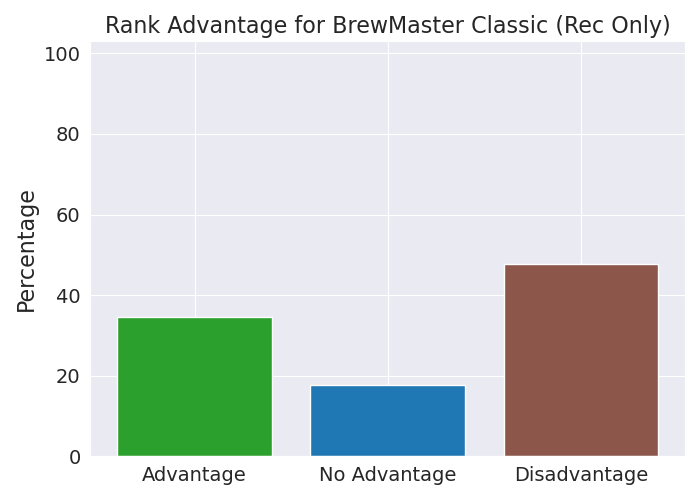 Rank Advantage for BrewMaster Classic (Rec Only)
100
80
60
40
20
0
Percentage
Advantage
No Advantage
Disadvantage